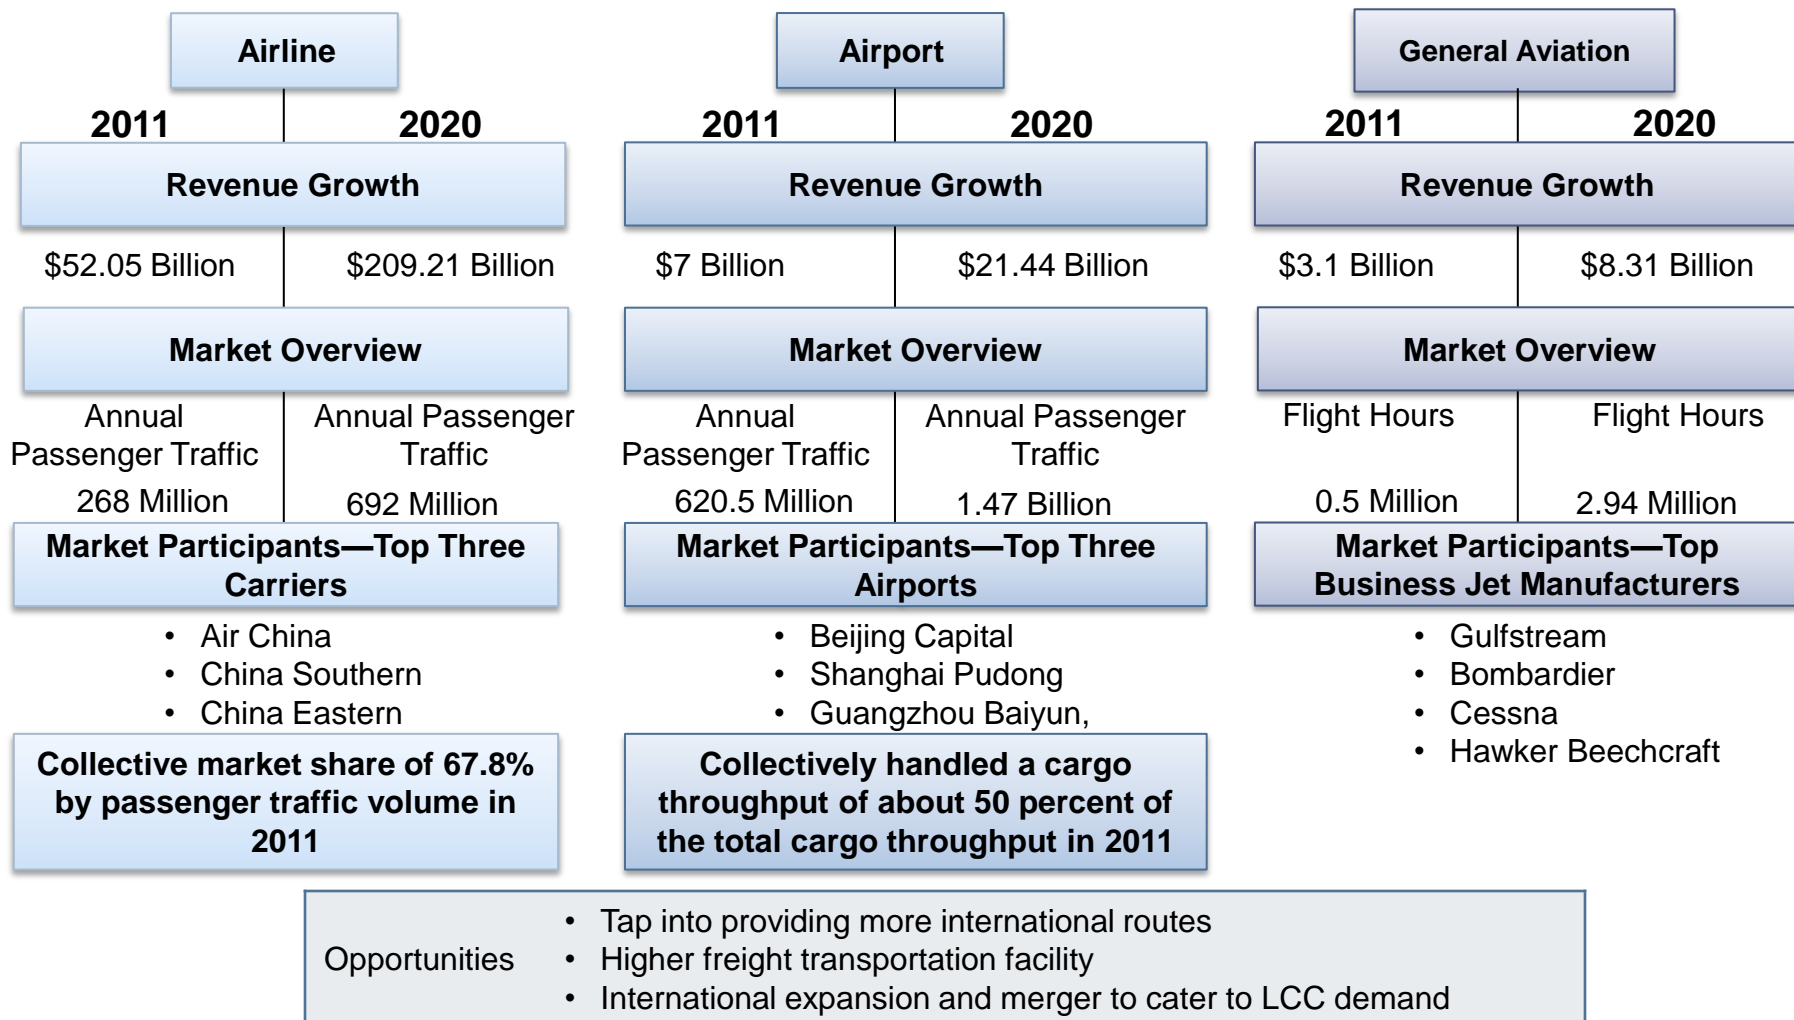 Airline
2011
2020
Revenue Growth
$52.05 Billion
$209.21 Billion
Market Overview
Annual
Passenger Traffic
Annual Passenger
Traffic
268 Million
692 Million
Market Participants—Top Three
Carriers
• Air China
• China Southern
• China Eastern
Collective market share of 67.8%
by passenger traffic volume in
2011
Airport
2011
2020
Revenue Growth
$7 Billion
$21.44 Billion
Market Overview
Annual
Passenger Traffic
Annual Passenger
Traffic
620.5 Million
1.47 Billion
Market Participants—Top Three
Airports
• Beijing Capital
• Shanghai Pudong
• Guangzhou Baiyun,
Collectively handled a cargo
throughput of about 50 percent of
the total cargo throughput in 2011
General Aviation
2011
2020
Revenue Growth
$3.1 Billion
$8.31 Billion
Market Overview
Flight Hours
Flight Hours
0.5 Million
2.94 Million
Market Participants—Top
Business Jet Manufacturers
• Gulfstream
• Bombardier
• Cessna
• Hawker Beechcraft
Opportunities
• Tap into providing more international routes
• Higher freight transportation facility
• International expansion and merger to cater to LCC demand